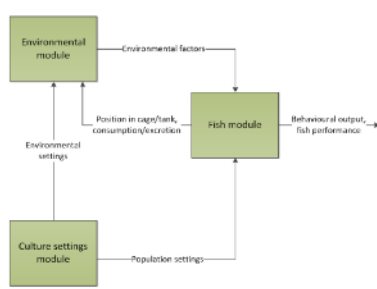 Environmental
module
Environmental factors
Position in cage/tank,
consumption/excretion
Fish module
Behavioural output,
fish performance
Environmental
settings
Culture settings
module
Population settings